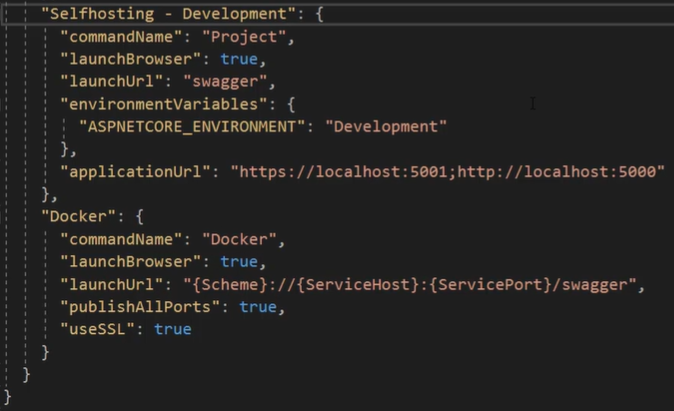 "Selfhosting - Development": {
"commandName": "Project",
"launchBrowser": true,
"launchUrl": "swagger",
"environmentVariables": {
"ASPNETCORE_ENVIRONMENT": "Development"
},
"applicationUrl": "https://localhost:5001;http://localhost:5000"
},
"Docker": {
"commandName": "Docker",
"launchBrowser": true,
"launchUrl": "{Scheme}://{ServiceHost}:{ServicePort}/swagger",
"publishAllPorts": true,
"useSSL": true
}
}
}